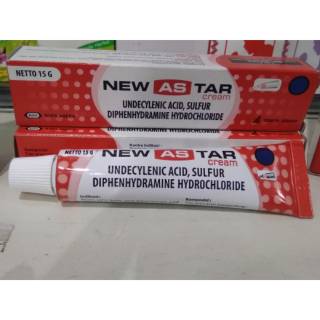 NETTO 15 G
NEW AS TAR
cream
UNDECYLENIC ACID, SULFUR
DIPHENHYDRAMINE HYDROCHLORIDE
NETTO 15 G
NEW AS TAR
cream
UNDECYLENIC ACID, SULFUR
DIPHENHYDRAMINE HYDROCHLORIDE